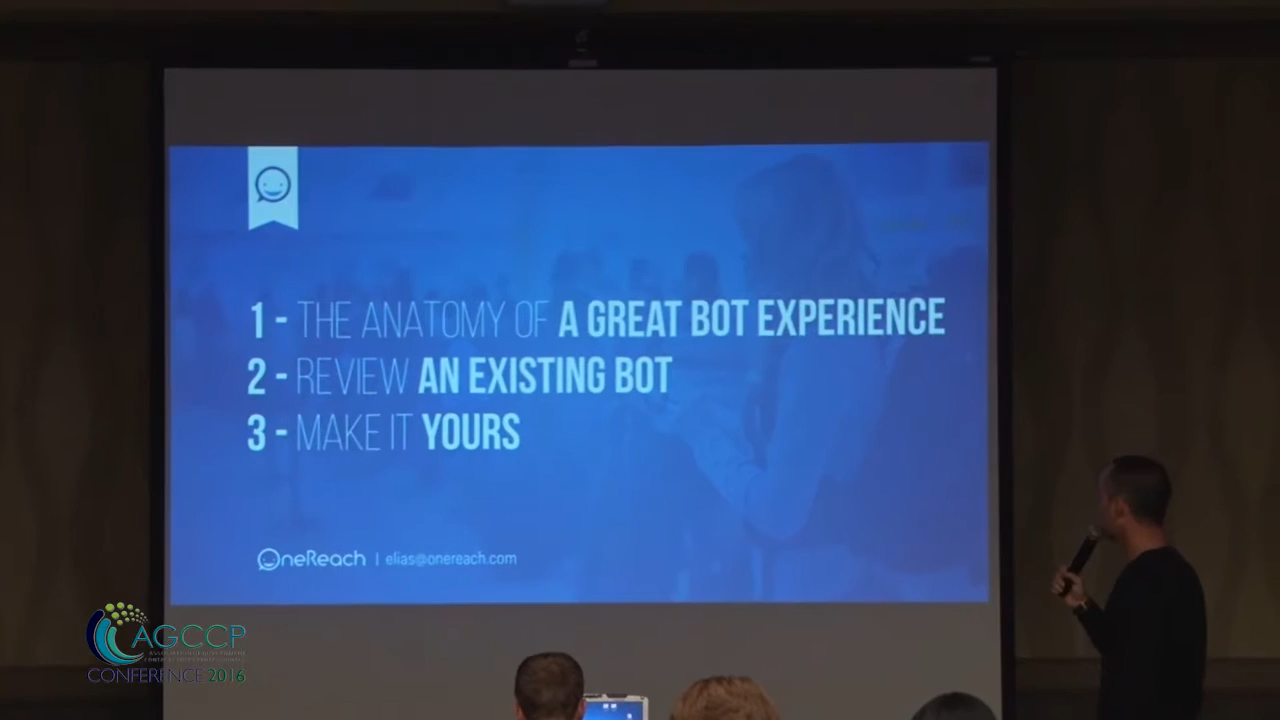 1 - THE ANATOMY OF A GREAT BOT EXPERIENCE
2 - REVIEW AN EXISTING BOT
3 - MAKE IT YOURS
OneReach | elias@onereach.com
AGCCP
CONFERENCE 2016